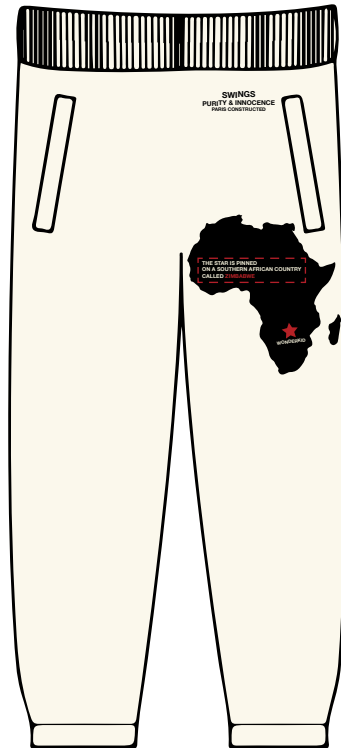 SWINGS
PURITY & INNOCENCE
PARIS CONSTRUCTED
THE STAR IS PINNED
ON A SOUTHERN AFRICAN COUNTRY
CALLED ZIMBABWE
WONDERKID